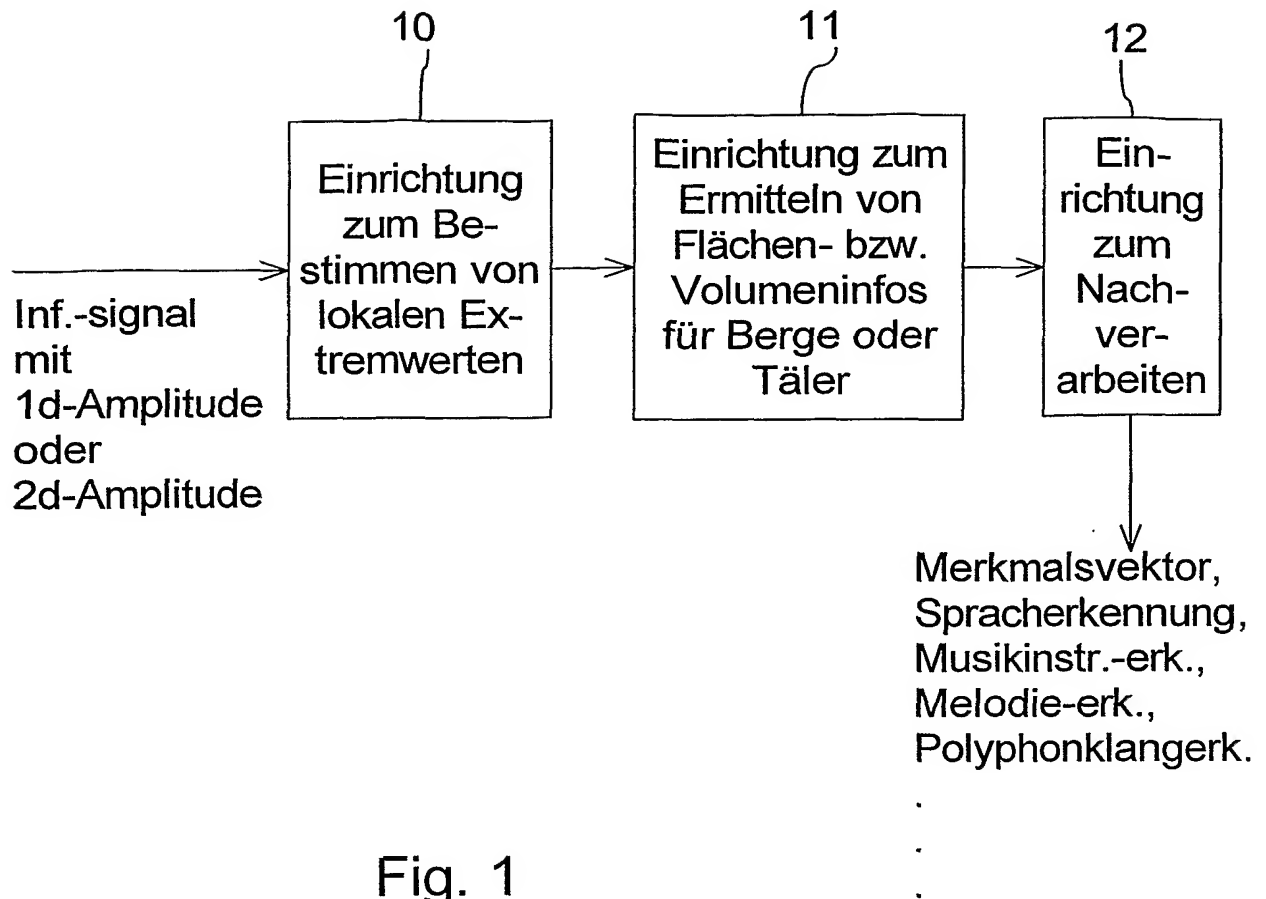 10
11
12
Inf.-signal
mit
1d-Amplitude
oder
2d-Amplitude
Einrichtung
zum Be-
stimmen von
lokalen Ex-
tremwerten
Einrichtung zum
Ermitteln von
Flächen- bzw.
Volumeninfos
für Berge oder
Täler
Ein-
richtung
zum
Nach-
ver-
arbeiten
Merkmalsvektor,
Spracherkennung,
Musikinstr.-erk.,
Melodie-erk.,
Polyphonklangerk.
.
.
.
Fig. 1